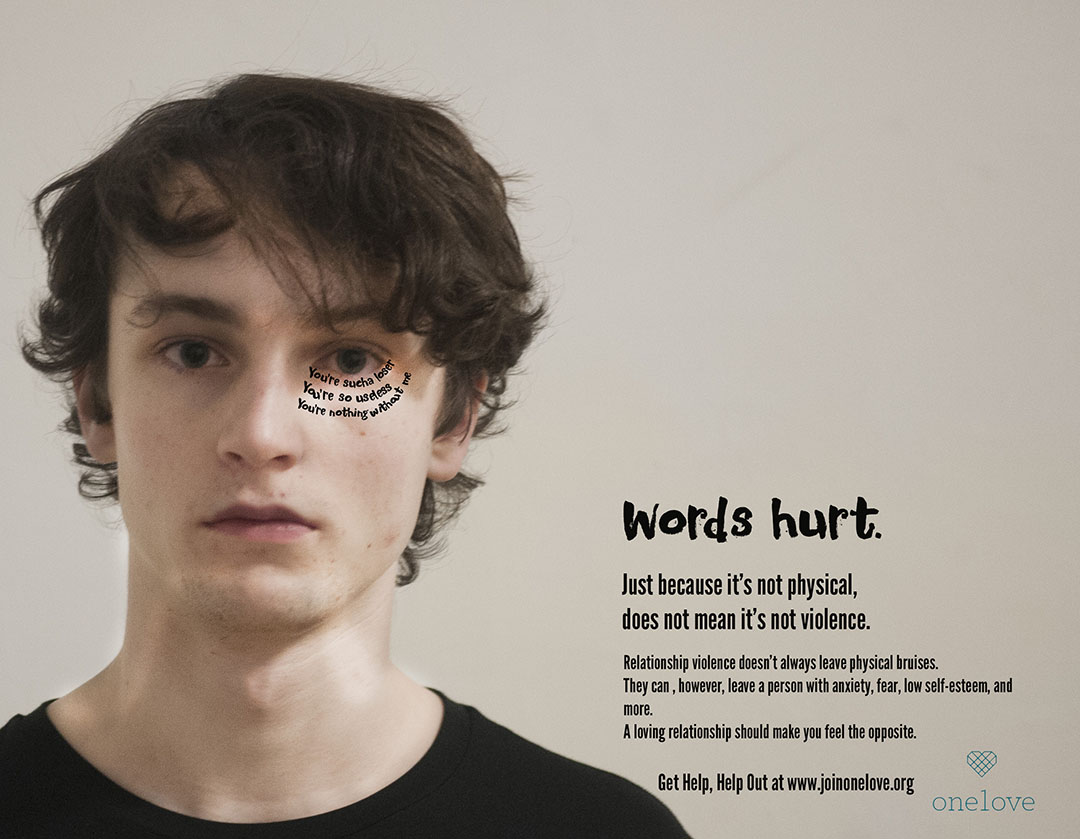 You're sucha loser
You're so useless
You're nothing without me
Words hurt.
Just because it's not physical,
does not mean it's not violence.
Relationship violence doesn't always leave physical bruises.
They can , however, leave a person with anxiety, fear, low self-esteem, and
more.
A loving relationship should make you feel the opposite.
Get Help, Help Out at www.joinonelove.org
onelove